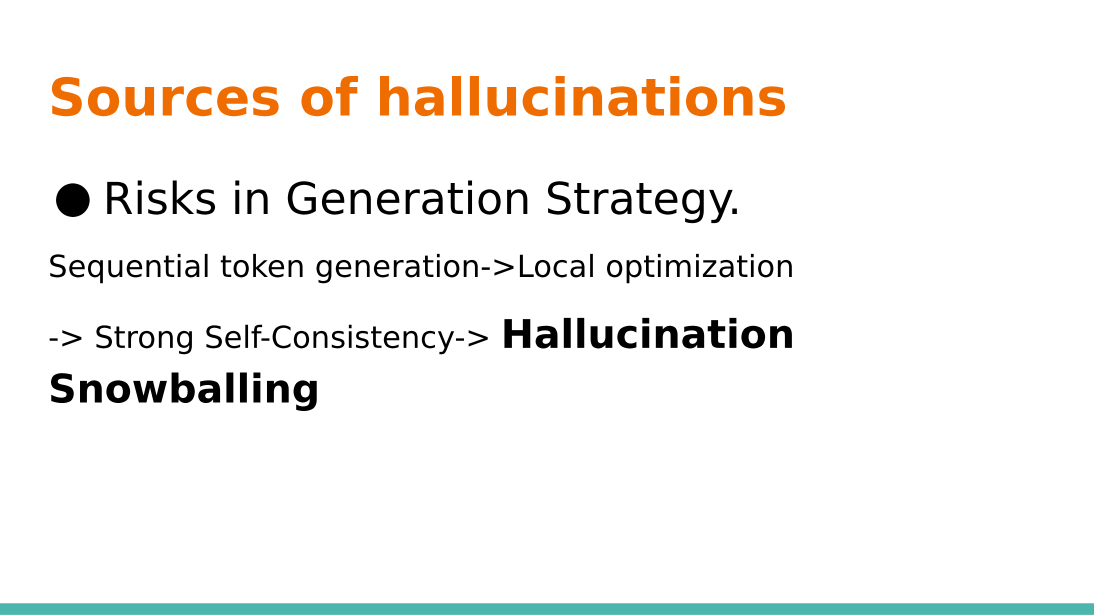 Sources of hallucinations
● Risks in Generation Strategy.
Sequential token generation->Local optimization
-> Strong Self-Consistency-> Hallucination
Snowballing